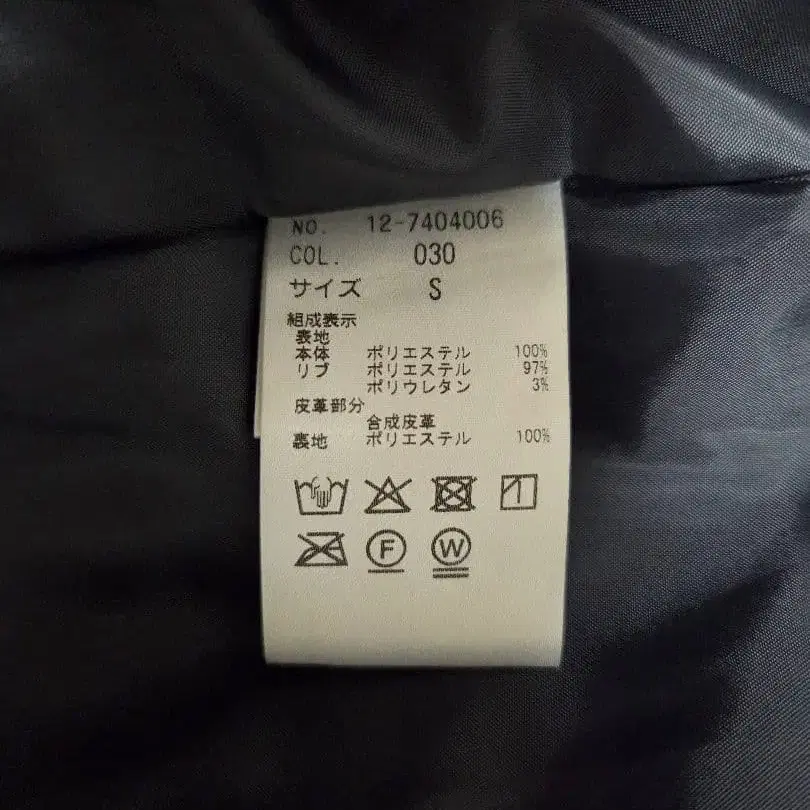 NO. 12-7404006
COL. 030
サイズ S
組成表示
表地
本体 ポリエステル 100%
リブ ポリエステル 97%
ポリウレタン 3%
皮革部分
合成皮革
裏地 ポリエステル 100%
F W